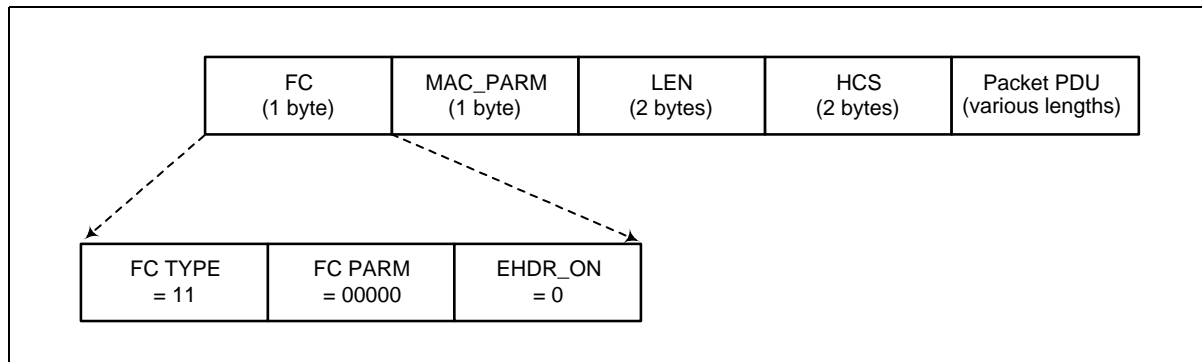 FC
(1 byte)
MAC_PARM
(1 byte)
LEN
(2 bytes)
HCS
(2 bytes)
Packet PDU
(various lengths)
FC TYPE
= 11
FC PARM
= 00000
EHDR_ON
= 0